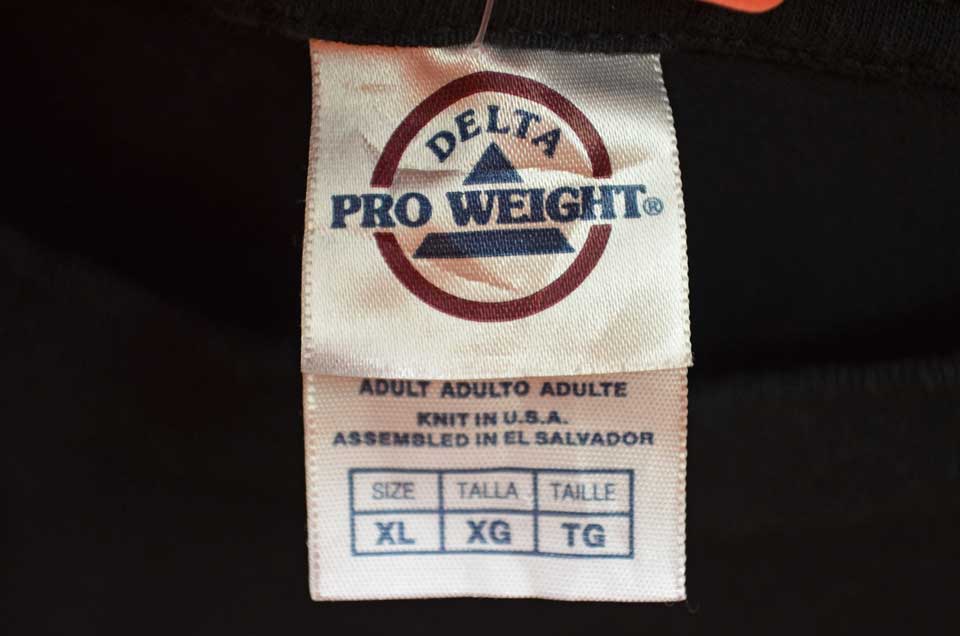 DELTA
PRO WEIGHT®
ADULT ADULTO ADULTE
KNIT IN U.S.A.
ASSEMBLED IN EL SALVADOR
SIZE TALLA TAILLE
XL XG TG